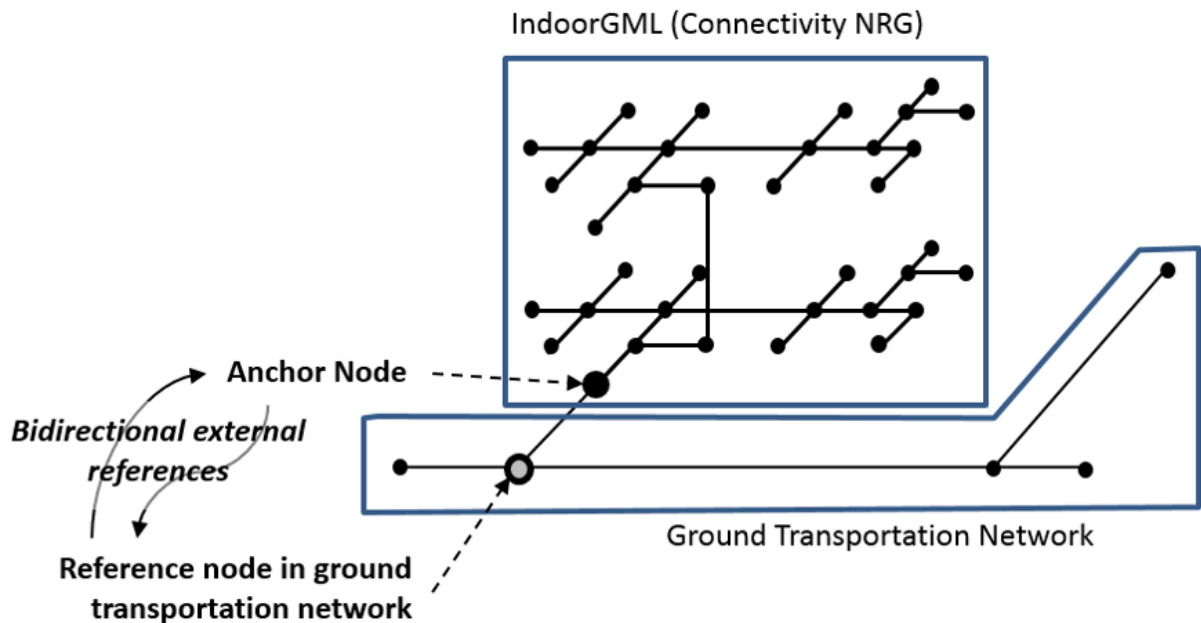 IndoorGML (Connectivity NRG)
Anchor Node
Bidirectional external
references
Reference node in ground
transportation network
Ground Transportation Network